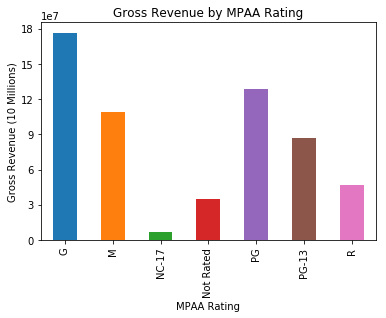 Gross Revenue by MPAA Rating
1e7
18
15
12
9
6
3
0
Gross Revenue (10 Millions)
G
M
NC-17
Not Rated
PG
PG-13
R
MPAA Rating